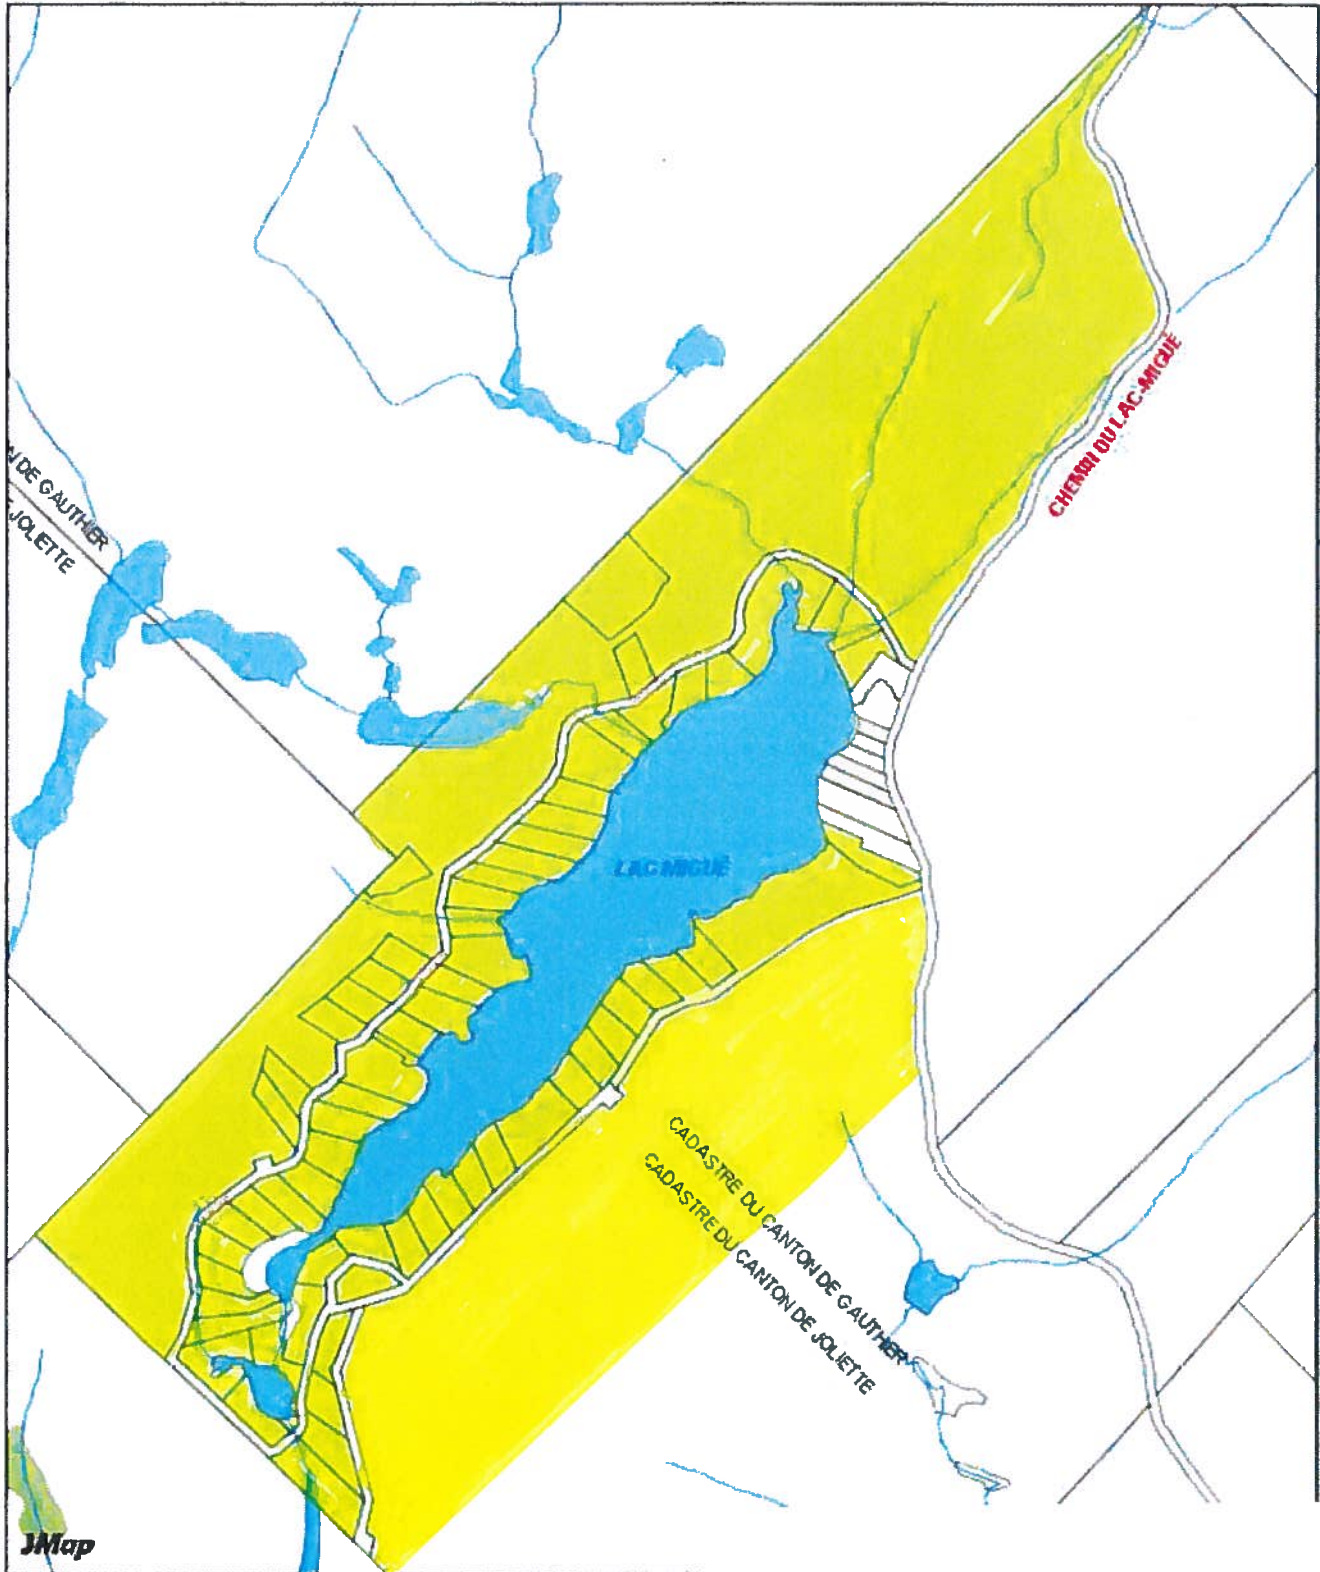 CHEMIN DU LAC-MIGUÉ
N DE GAUTHIER
JOLIETTE
LAC MIGUÉ
CADASTRE DU CANTON DE GAUTHIER
CADASTRE DU CANTON DE JOLIETTE
JMap